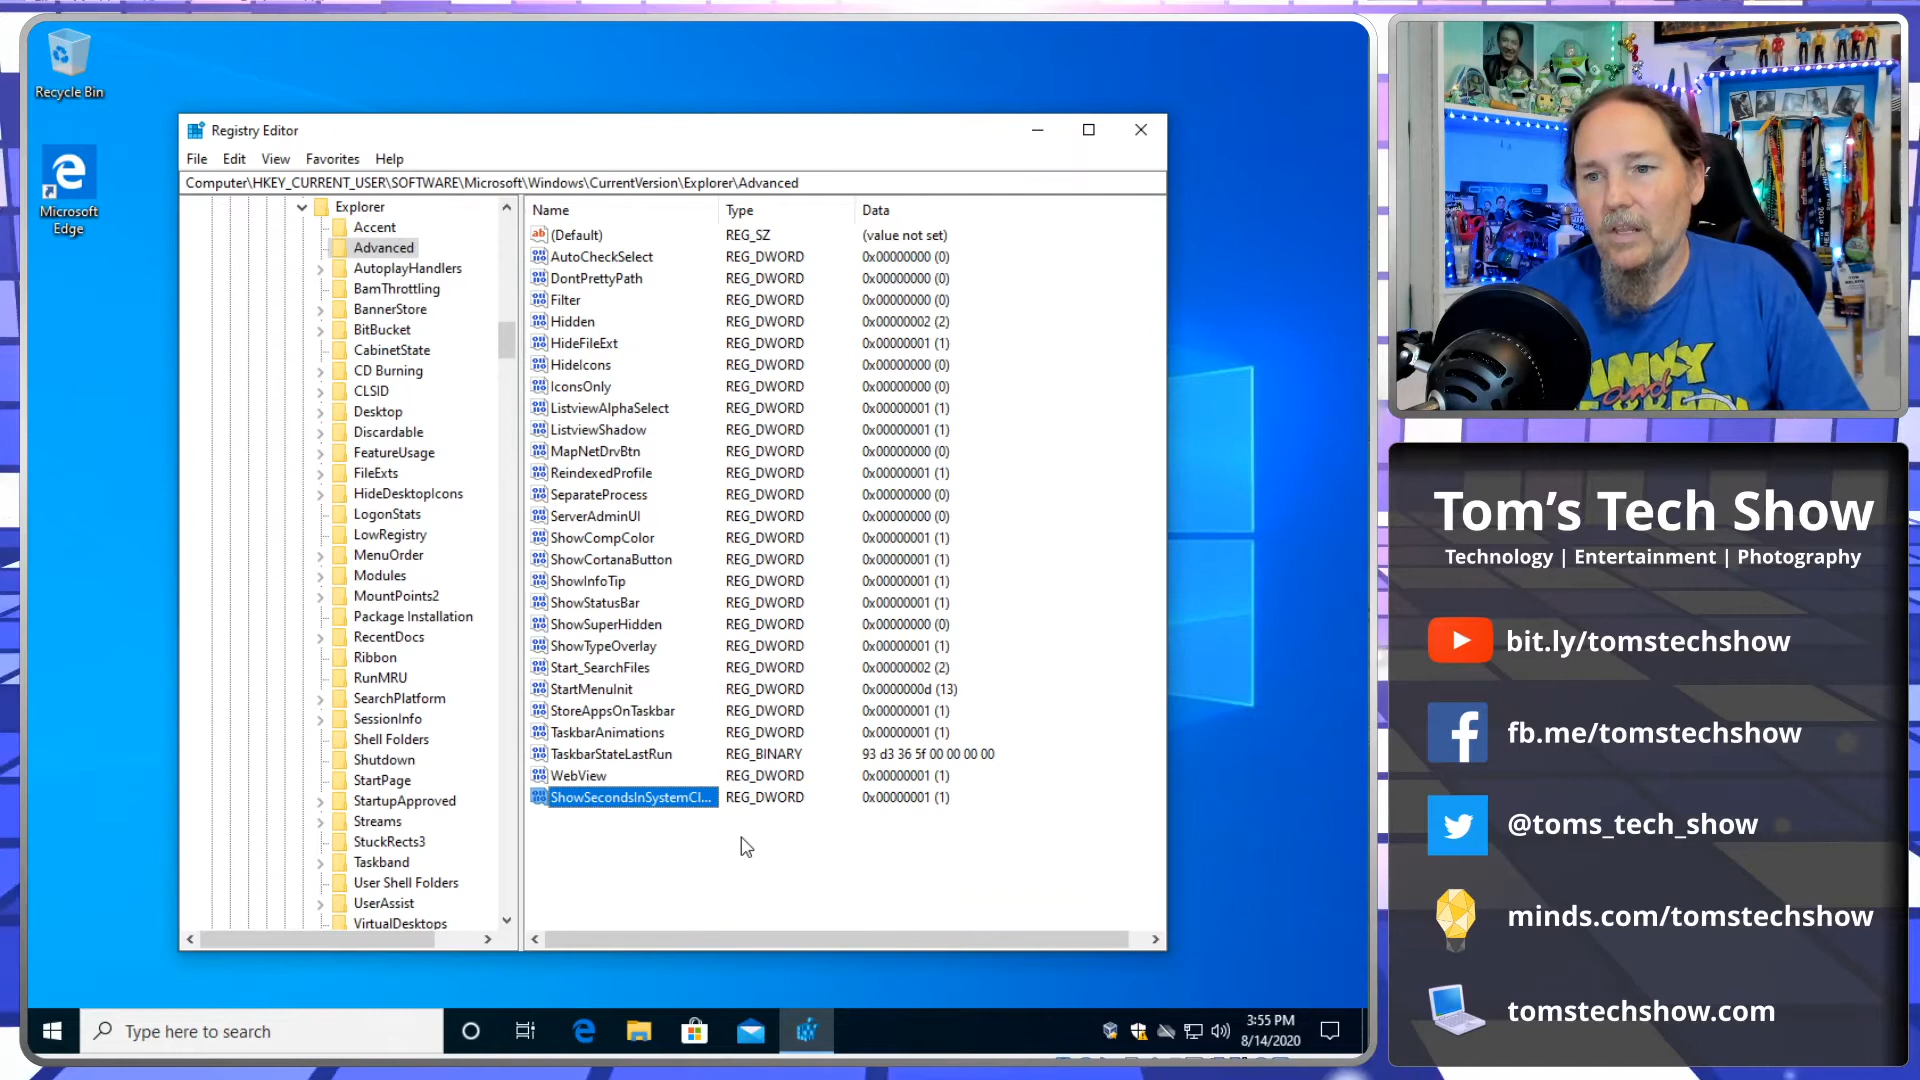 Recycle Bin
Microsoft
Edge
Registry Editor
File Edit View Favorites Help
Computer\HKEY_CURRENT_USER\SOFTWARE\Microsoft\Windows\CurrentVersion\Explorer\Advanced
Explorer
Accent
Advanced
AutoplayHandlers
BamThrottling
BannerStore
BitBucket
CabinetState
CD Burning
CLSID
Desktop
Discardable
FeatureUsage
FileExts
HideDesktopIcons
LogonStats
LowRegistry
MenuOrder
Modules
MountPoints2
Package Installation
RecentDocs
Ribbon
RunMRU
SearchPlatform
SessionInfo
Shell Folders
Shutdown
StartPage
StartupApproved
Streams
StuckRects3
Taskband
User Shell Folders
UserAssist
VirtualDesktops
Name Type Data
ab (Default) REG_SZ (value not set)
AutoCheckSelect REG_DWORD 0x00000000 (0)
DontPrettyPath REG_DWORD 0x00000000 (0)
Filter REG_DWORD 0x00000000 (0)
Hidden REG_DWORD 0x00000002 (2)
HideFileExt REG_DWORD 0x00000001 (1)
HideIcons REG_DWORD 0x00000000 (0)
IconsOnly REG_DWORD 0x00000000 (0)
ListviewAlphaSelect REG_DWORD 0x00000001 (1)
ListviewShadow REG_DWORD 0x00000001 (1)
MapNetDrvBtn REG_DWORD 0x00000000 (0)
ReindexedProfile REG_DWORD 0x00000001 (1)
SeparateProcess REG_DWORD 0x00000000 (0)
ServerAdminUI REG_DWORD 0x00000000 (0)
ShowCompColor REG_DWORD 0x00000001 (1)
ShowCortanaButton REG_DWORD 0x00000001 (1)
ShowInfoTip REG_DWORD 0x00000001 (1)
ShowStatusBar REG_DWORD 0x00000001 (1)
ShowSuperHidden REG_DWORD 0x00000000 (0)
ShowTypeOverlay REG_DWORD 0x00000001 (1)
Start_SearchFiles REG_DWORD 0x00000002 (2)
StartMenuInit REG_DWORD 0x0000000d (13)
StoreAppsOnTaskbar REG_DWORD 0x00000001 (1)
TaskbarAnimations REG_DWORD 0x00000001 (1)
TaskbarStateLastRun REG_BINARY 93 d3 36 5f 00 00 00 00
WebView REG_DWORD 0x00000001 (1)
ShowSecondsInSystemCl... REG_DWORD 0x00000001 (1)
Type here to search
3:55 PM
8/14/2020
ORVILLE
and
Tom's Tech Show
Technology | Entertainment | Photography
bit.ly/tomstechshow
fb.me/tomstechshow
@toms_tech_show
minds.com/tomstechshow
tomstechshow.com